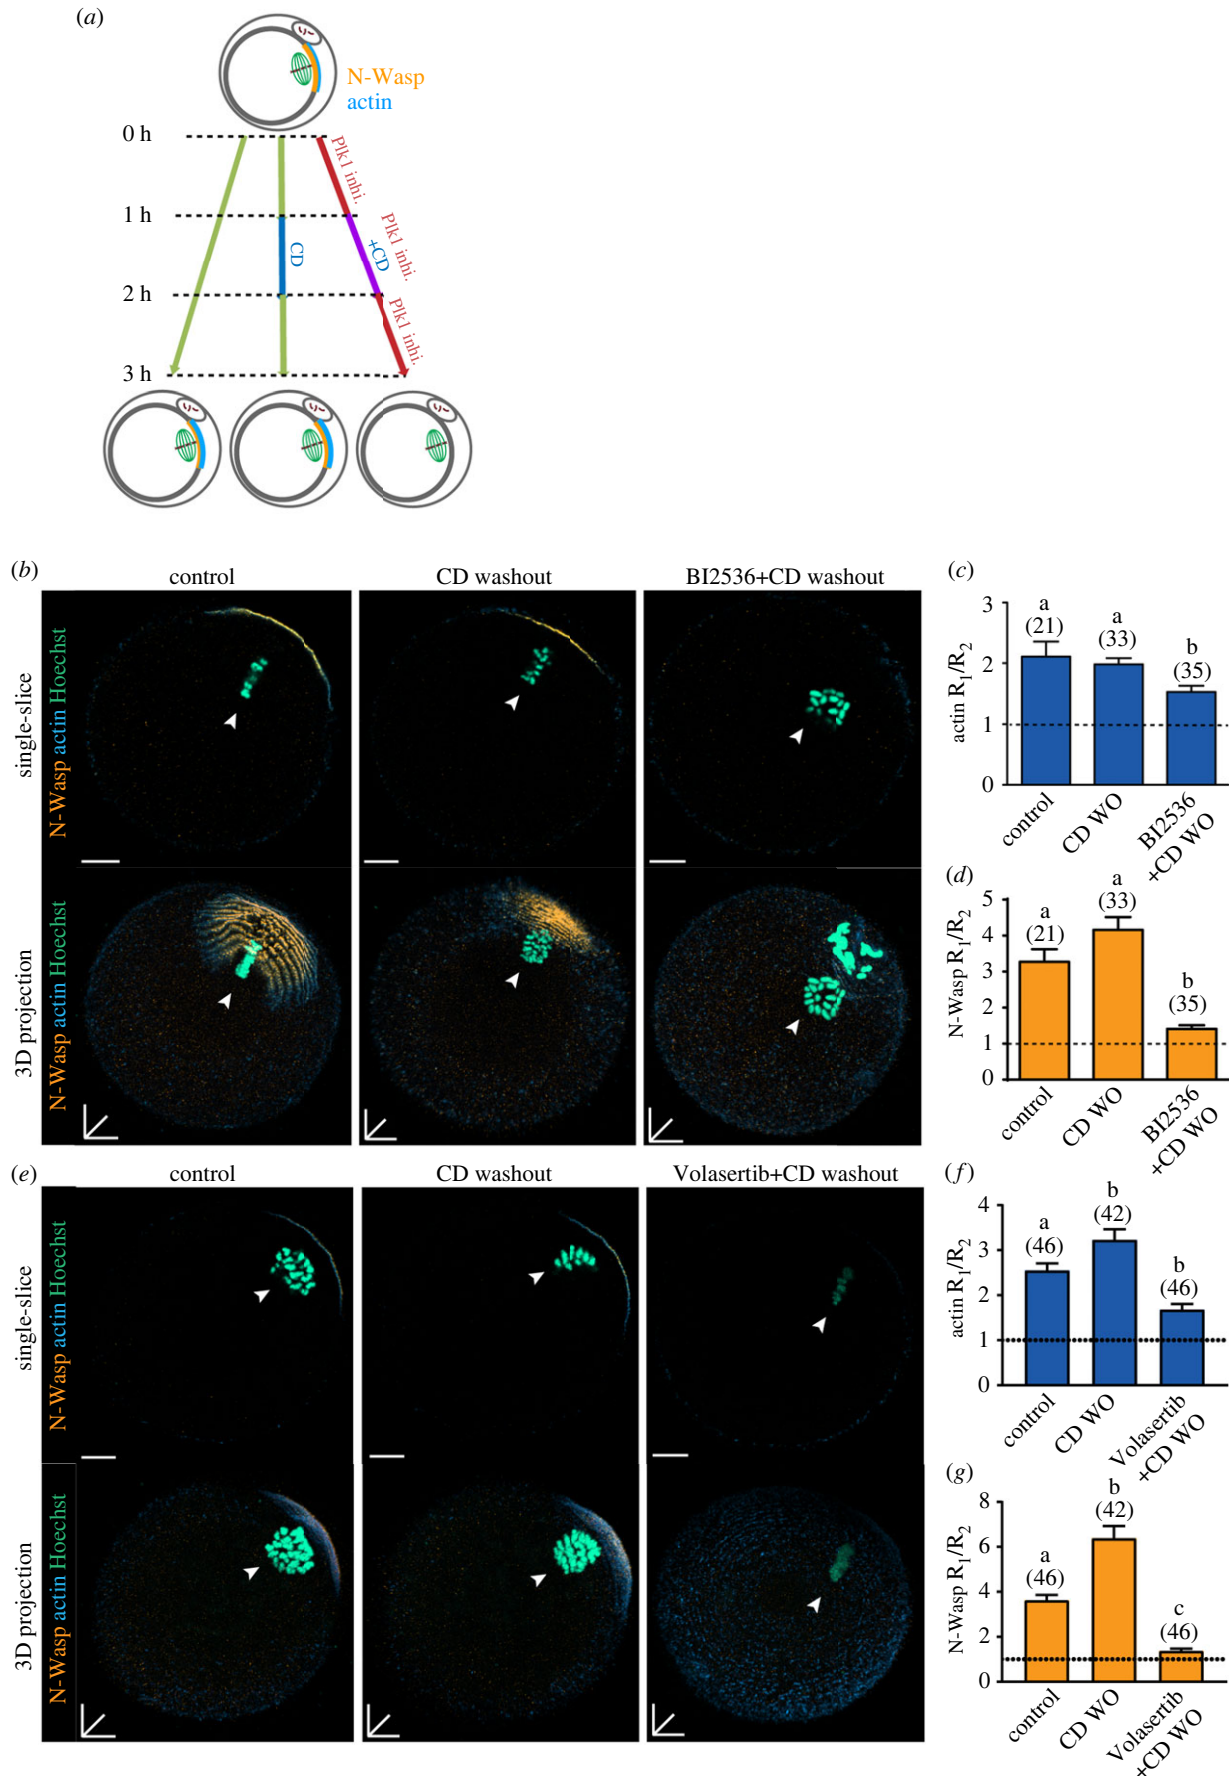 (a)
N-Wasp
actin
0 h
Plk1 inhi.
1 h
CD
+CD
Plk1 inhi.
2 h
Plk1 inhi.
3 h
(b)
control
CD washout
BI2536+CD washout
single-slice
N-Wasp actin Hoechst
3D projection
N-Wasp actin Hoechst
(c)
actin R1/R2
3
2
1
0
a
(21)
a
(33)
b
(35)
control
CD WO
BI2536
+CD WO
(d)
N-Wasp R1/R2
5
4
3
2
1
0
a
(21)
a
(33)
b
(35)
control
CD WO
BI2536
+CD WO
(e)
control
CD washout
Volasertib+CD washout
single-slice
N-Wasp actin Hoechst
3D projection
N-Wasp actin Hoechst
(f)
actin R1/R2
4
3
2
1
0
a
(46)
b
(42)
b
(46)
control
CD WO
Volasertib
+CD WO
(g)
N-Wasp R1/R2
8
6
4
2
0
a
(46)
b
(42)
c
(46)
control
CD WO
Volasertib
+CD WO